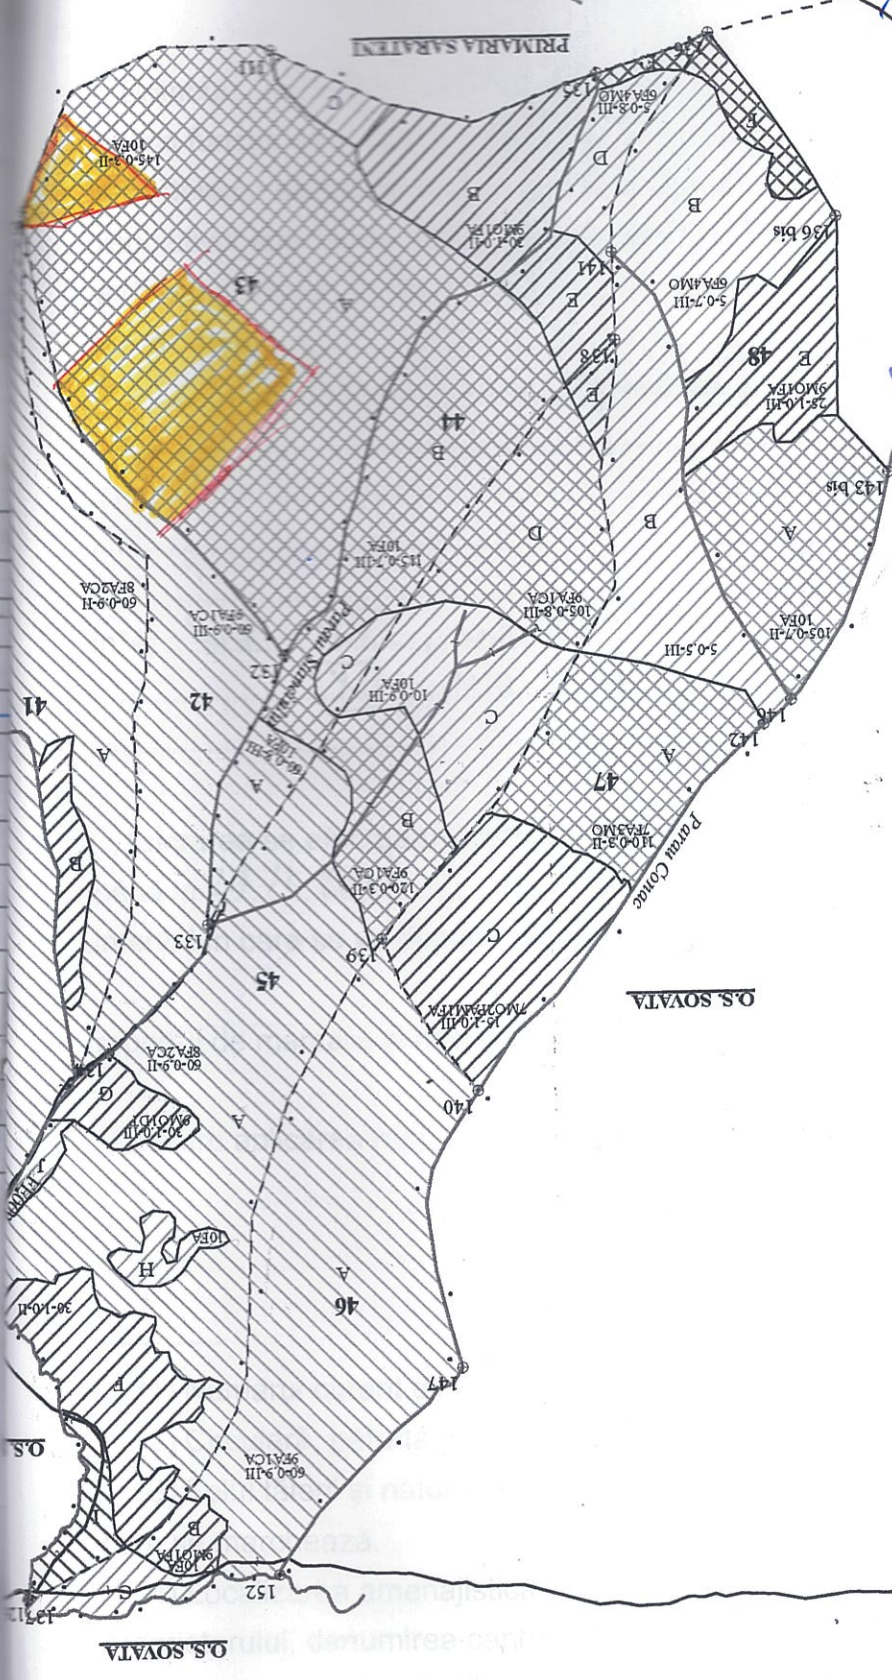 PRIMARIA SARATENI
136
F
135
5-0.8-III
6FA4MO
D
B
F
136 bis
111
C
B
30-1.0-II
9MO1FA
145-0.3-II
10FA
43
A
141
E
138
E
5-0.7-III
6FA4MO
48
E
25-1.0-III
9MO1FA
143 bis
44
B
115-0.7-III
10FA
D
105-0.8-III
9FA1CA
B
A
105-0.7-II
10FA
5-0.5-III
60-0.9-II
8FA2CA
60-0.9-III
9FA1CA
132
C
10-0.9-III
10FA
C
146
142
41
42
A
A
10FA
B
120-0.3-II
9FA1CA
A
47
110-0.3-II
7FA3MO
Parau Conac
B
133
139
C
15-1.0-III
7MO2PAM1FA
O.S. SOVATA
45
60-0.9-II
8FA2CA
A
G
30-1.0-III
9MO1DT
140
J
H
10FA
A
46
30-1.0-II
F
147
60-0.9-III
9FA1CA
O.S.
I
B
10FA
9MO1FA
C
152
137
O.S. SOVATA